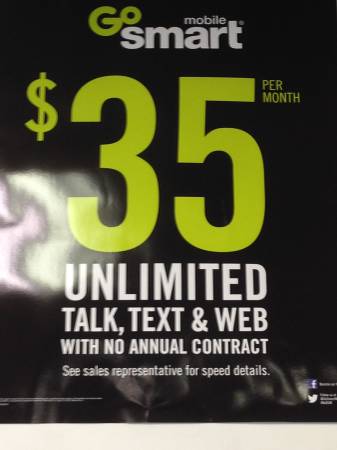 Go smart mobile
$35 PER MONTH
UNLIMITED
TALK, TEXT & WEB
WITH NO ANNUAL CONTRACT
See sales representative for speed details.